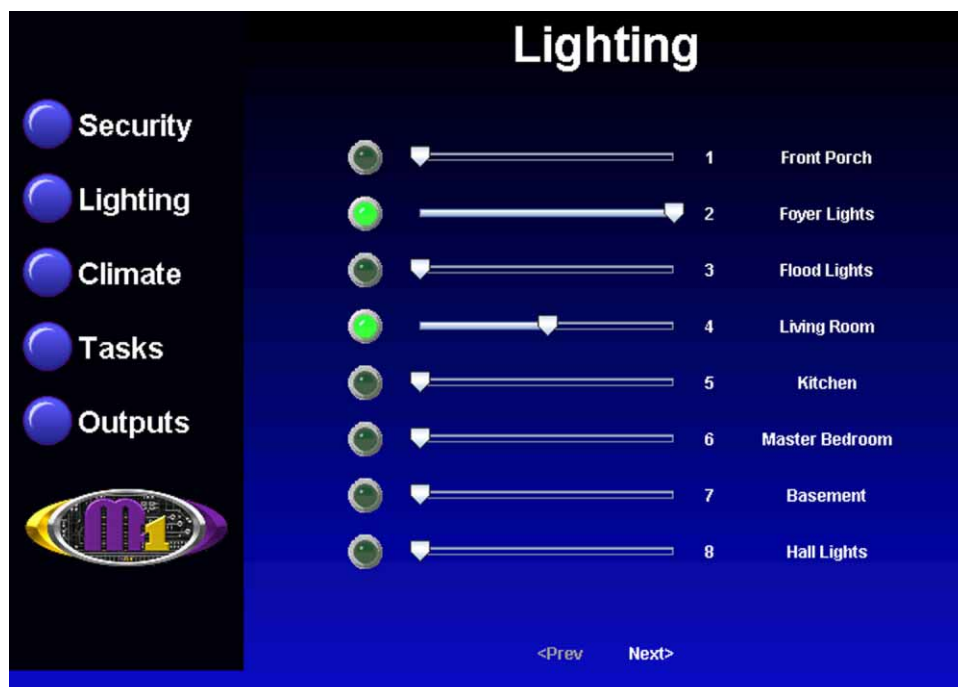 Lighting
Security
Lighting
Climate
Tasks
Outputs
M1
1 Front Porch
2 Foyer Lights
3 Flood Lights
4 Living Room
5 Kitchen
6 Master Bedroom
7 Basement
8 Hall Lights
<Prev Next>